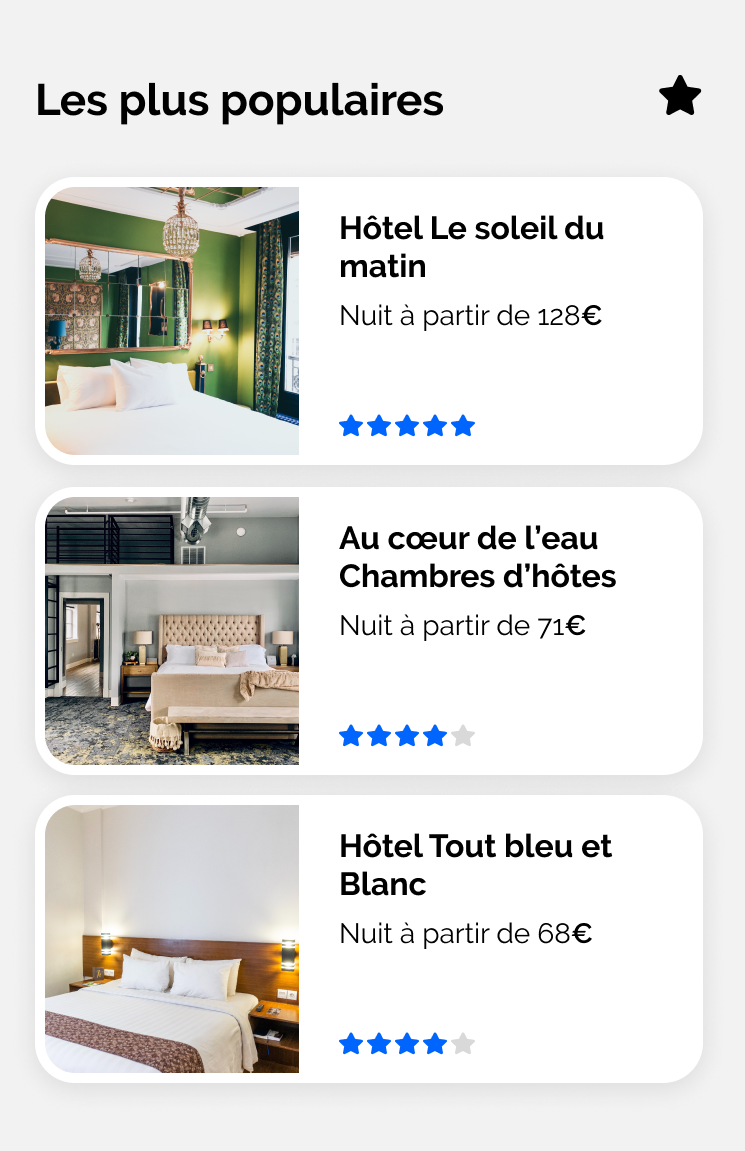 Les plus populaires
Hôtel Le soleil du
matin
Nuit à partir de 128€
Au cœur de l’eau
Chambres d’hôtes
Nuit à partir de 71€
Hôtel Tout bleu et
Blanc
Nuit à partir de 68€